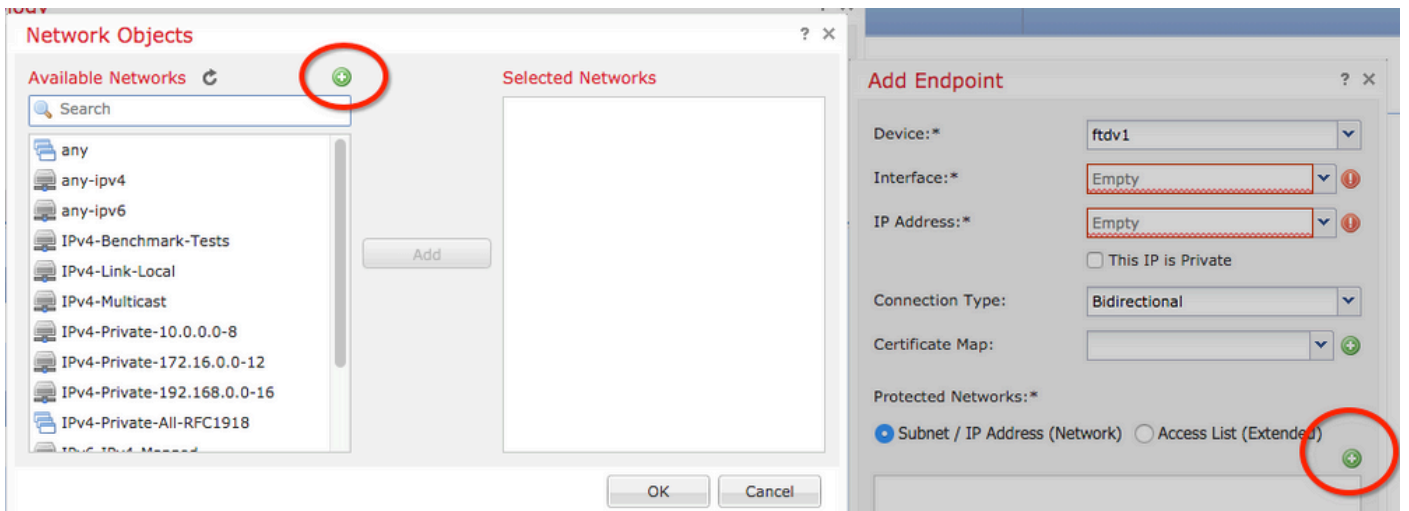 Network Objects
? ×
Available Networks
Search
any
any-ipv4
any-ipv6
IPv4-Benchmark-Tests
IPv4-Link-Local
IPv4-Multicast
IPv4-Private-10.0.0.0-8
IPv4-Private-172.16.0.0-12
IPv4-Private-192.168.0.0-16
IPv4-Private-All-RFC1918
IPv6-IPv4-Mapped
Add
Selected Networks
OK Cancel
Add Endpoint
? ×
Device:* ftdv1
Interface:* Empty
IP Address:* Empty
This IP is Private
Connection Type: Bidirectional
Certificate Map:
Protected Networks:*
Subnet / IP Address (Network) Access List (Extended)